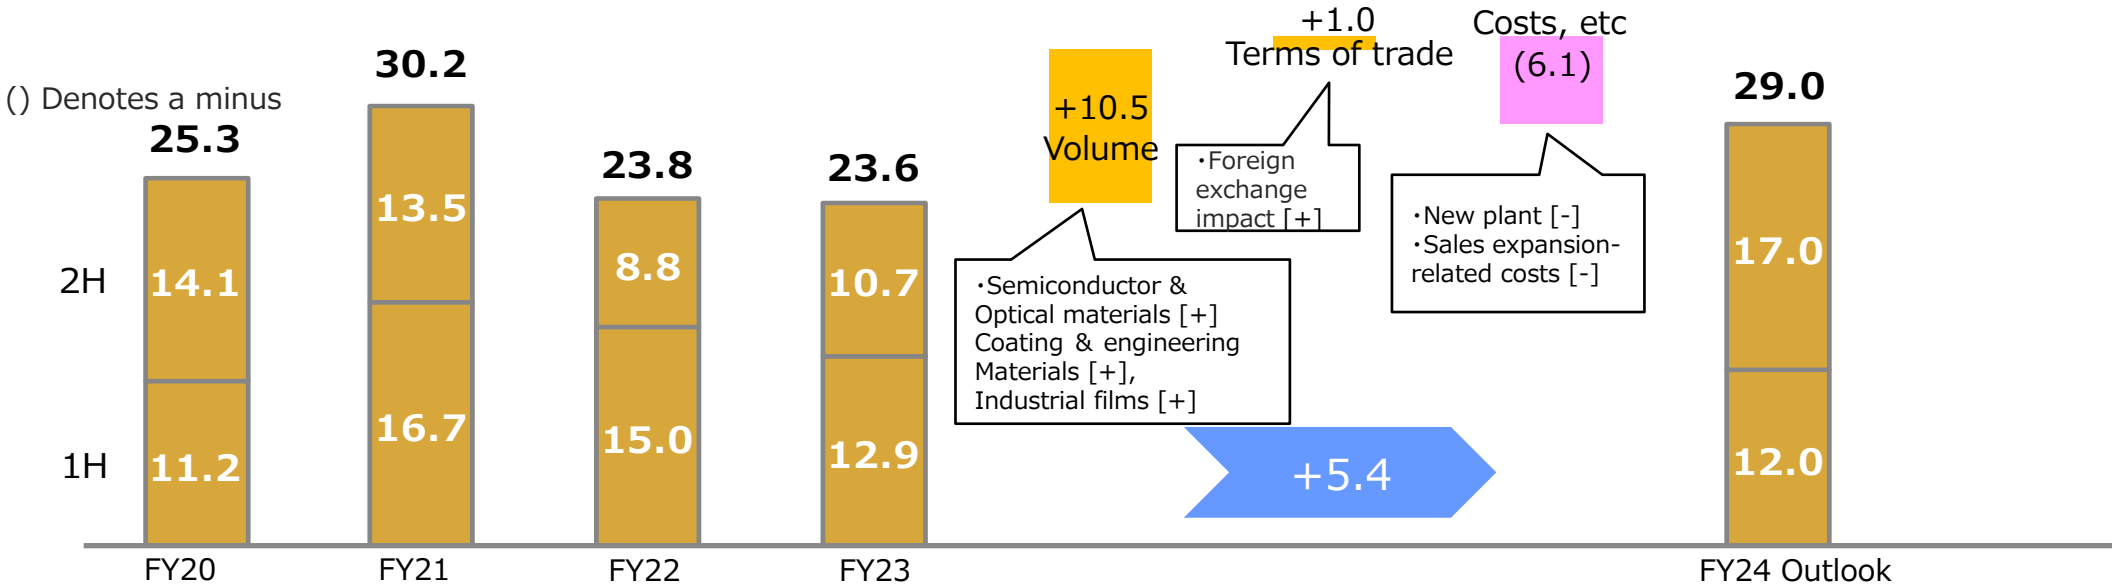 () Denotes a minus
2H
1H
25.3
14.1
11.2
FY20
30.2
13.5
16.7
FY21
23.8
8.8
15.0
FY22
23.6
10.7
12.9
FY23
+10.5
Volume
・Semiconductor &
Optical materials [+]
Coating & engineering
Materials [+],
Industrial films [+]
+1.0
Terms of trade
・Foreign
exchange
impact [+]
Costs, etc
(6.1)
・New plant [-]
・Sales expansion-
related costs [-]
+5.4
29.0
17.0
12.0
FY24 Outlook